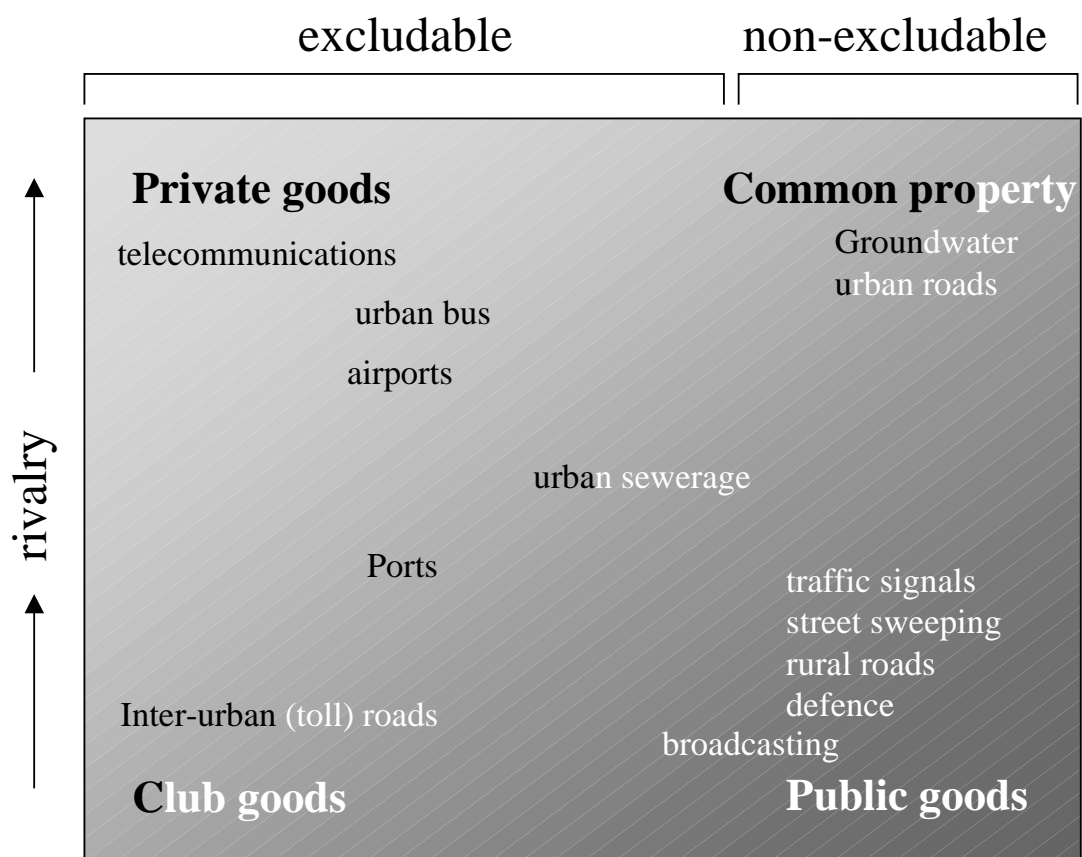 excludable non-excludable
Private goods Common property
telecommunications Groundwater
urban roads
urban bus
airports
rivalry
urban sewerage
Ports
traffic signals
street sweeping
rural roads
defence
Inter-urban (toll) roads
broadcasting
Club goods Public goods